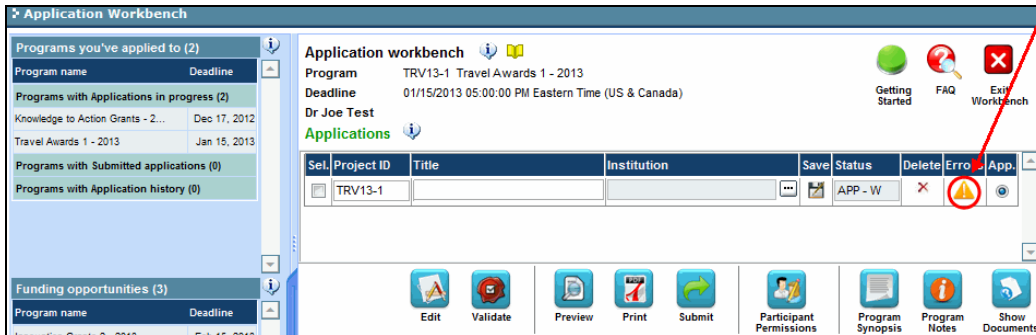 Application Workbench
Programs you've applied to (2)
Program name Deadline
Programs with Applications in progress (2)
Knowledge to Action Grants - 2... Dec 17, 2012
Travel Awards 1 - 2013 Jan 15, 2013
Programs with Submitted applications (0)
Programs with Application history (0)
Funding opportunities (3)
Program name Deadline
Application workbench
Program TRV13-1 Travel Awards 1 - 2013
Deadline 01/15/2013 05:00:00 PM Eastern Time (US & Canada)
Dr Joe Test
Applications
Getting Started
FAQ
Exit Workbench
Sel. Project ID Title Institution Save Status Delete Errors App.
TRV13-1 ... APP - W
Edit Validate Preview Print Submit Participant Permissions Program Synopsis Program Notes Show Document